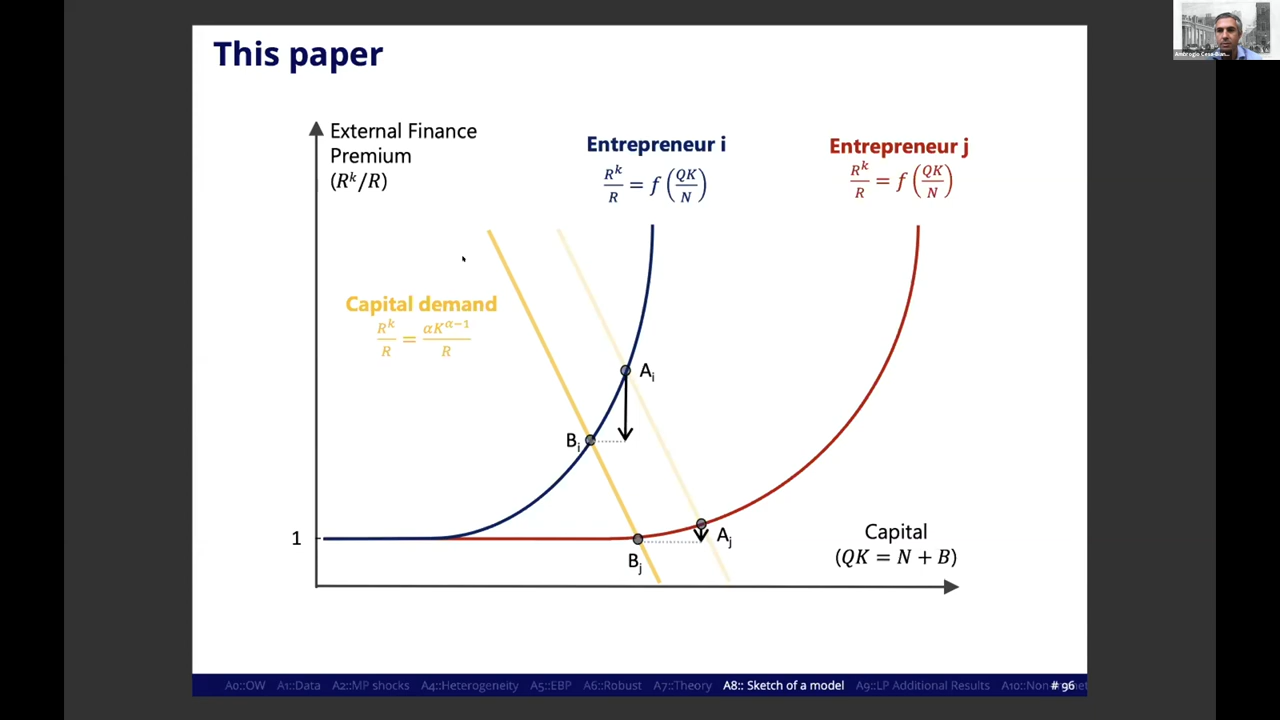 This paper
External Finance
Premium
(R^k/R)
Entrepreneur i
R^k/R = f(QK/N)
Entrepreneur j
R^k/R = f(QK/N)
Capital demand
R^k/R = αK^{α−1}/R
A_i
B_i
1
A_j
B_j
Capital
(QK = N + B)
A0::OW A1::Data A2::MP shocks A4::Heterogeneity A5::EBP A6::Robust A7::Theory A8:: Sketch of a model A9::LP Additional Results A10::Non # 96